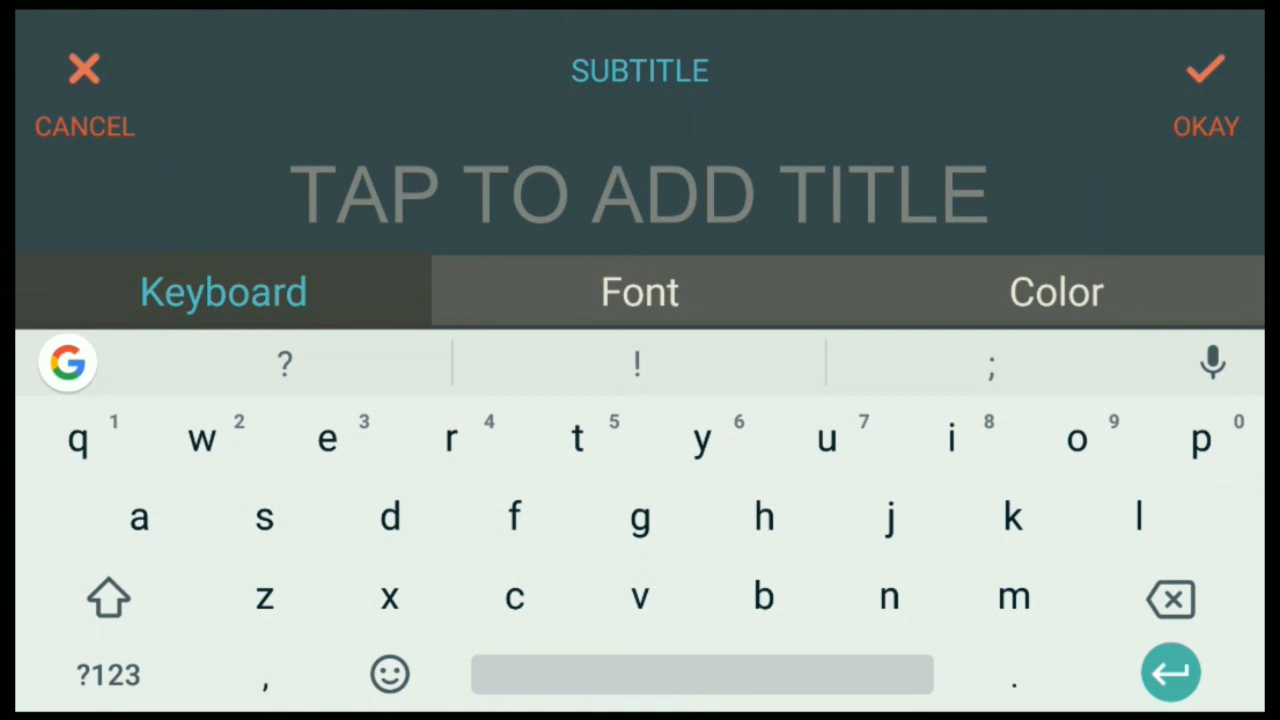 SUBTITLE
CANCEL
OKAY
TAP TO ADD TITLE
Keyboard Font Color
G ? ! ;
q 1 w 2 e 3 r 4 t 5 y 6 u 7 i 8 o 9 p 0
a s d f g h j k l
z x c v b n m
?123 , .